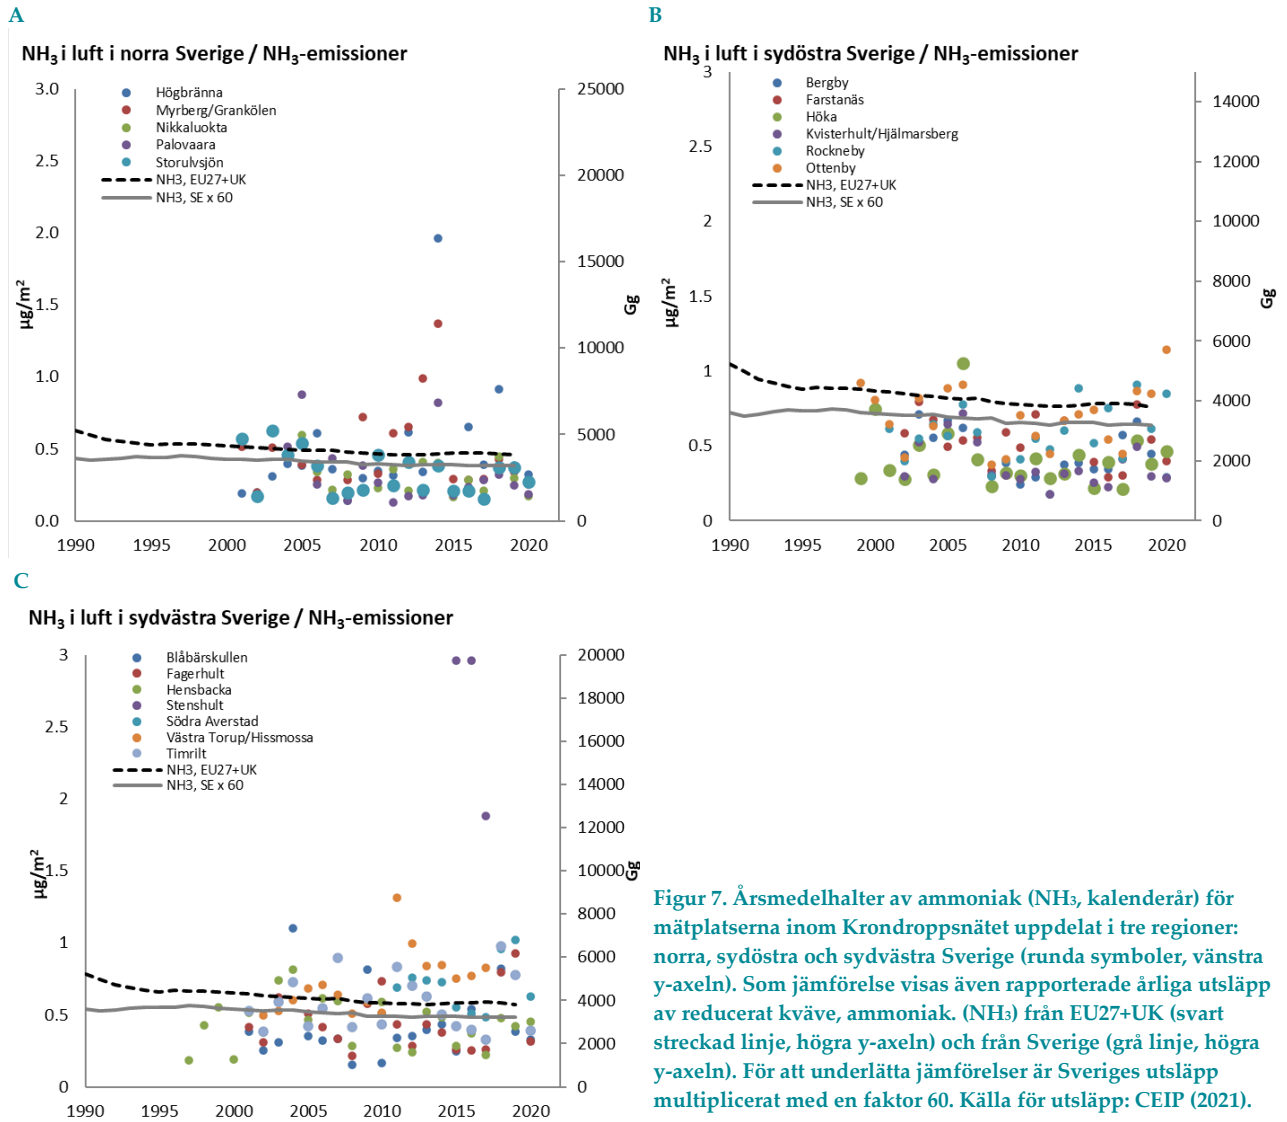 A
NH3 i luft i norra Sverige / NH3-emissioner
3.0
2.5
2.0
1.5
1.0
0.5
0.0
µg/m2
Högbränna
Myrberg/Grankölen
Nikkaluokta
Palovaara
Storulvsjön
NH3, EU27+UK
NH3, SE x 60
25000
20000
15000
10000
5000
0
Gg
1990 1995 2000 2005 2010 2015 2020
B
NH3 i luft i sydöstra Sverige / NH3-emissioner
3
2.5
2
1.5
1
0.5
0
µg/m2
Bergby
Farstanäs
Höka
Kvisterhult/Hjälmarsberg
Rockneby
Ottenby
NH3, EU27+UK
NH3, SE x 60
14000
12000
10000
8000
6000
4000
2000
0
Gg
1990 1995 2000 2005 2010 2015 2020
C
NH3 i luft i sydvästra Sverige / NH3-emissioner
3
2.5
2
1.5
1
0.5
0
µg/m2
Blåbärskullen
Fagerhult
Hensbacka
Stenshult
Södra Averstad
Västra Torup/Hissmossa
Timrilt
NH3, EU27+UK
NH3, SE x 60
20000
18000
16000
14000
12000
10000
8000
6000
4000
2000
0
Gg
1990 1995 2000 2005 2010 2015 2020
Figur 7. Årsmedelhalter av ammoniak (NH3, kalenderår) för
mätplatserna inom Krondroppsnätet uppdelat i tre regioner:
norra, sydöstra och sydvästra Sverige (runda symboler, vänstra
y-axeln). Som jämförelse visas även rapporterade årliga utsläpp
av reducerat kväve, ammoniak. (NH3) från EU27+UK (svart
streckad linje, högra y-axeln) och från Sverige (grå linje, högra
y-axeln). För att underlätta jämförelser är Sveriges utsläpp
multiplicerat med en faktor 60. Källa för utsläpp: CEIP (2021).